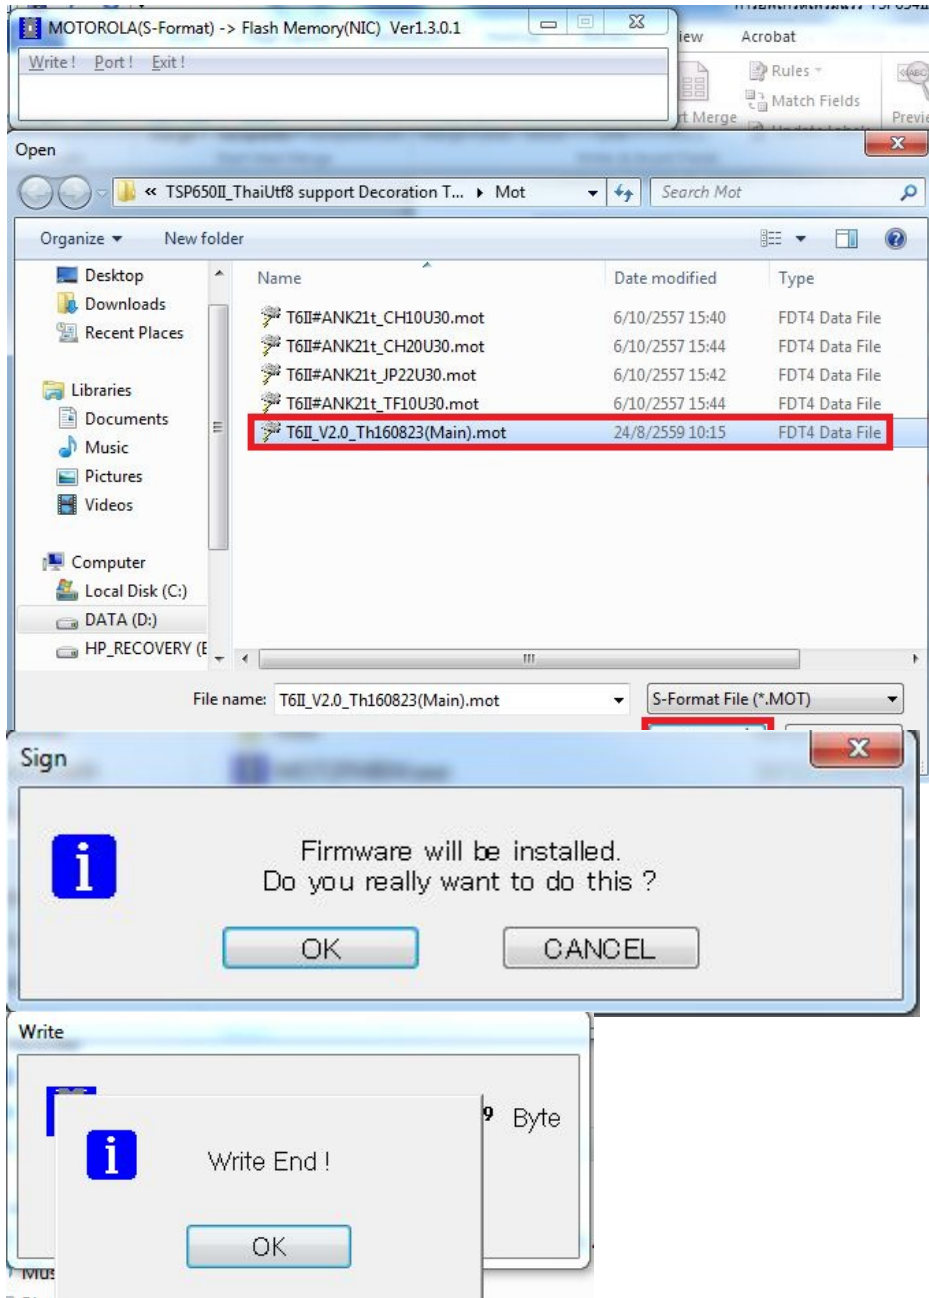 MOTOROLA(S-Format) -> Flash Memory(NIC) Ver1.3.0.1
Write! Port! Exit!
iew Acrobat
Rules
Match Fields
rt Merge
Previe
Open
« TSP650II_ThaiUtf8 support Decoration T... Mot
Search Mot
Organize New folder
Name Date modified Type
Desktop
Downloads
Recent Places
Libraries
Documents
Music
Pictures
Videos
Computer
Local Disk (C:)
DATA (D:)
HP_RECOVERY (E
T6II#ANK21t_CH10U30.mot 6/10/2557 15:40 FDT4 Data File
T6II#ANK21t_CH20U30.mot 6/10/2557 15:44 FDT4 Data File
T6II#ANK21t_JP22U30.mot 6/10/2557 15:42 FDT4 Data File
T6II#ANK21t_TF10U30.mot 6/10/2557 15:44 FDT4 Data File
T6II_V2.0_Th160823(Main).mot 24/8/2559 10:15 FDT4 Data File
File name: T6II_V2.0_Th160823(Main).mot S-Format File (*.MOT)
Sign
Firmware will be installed.
Do you really want to do this ?
OK CANCEL
Write
9 Byte
Write End !
OK